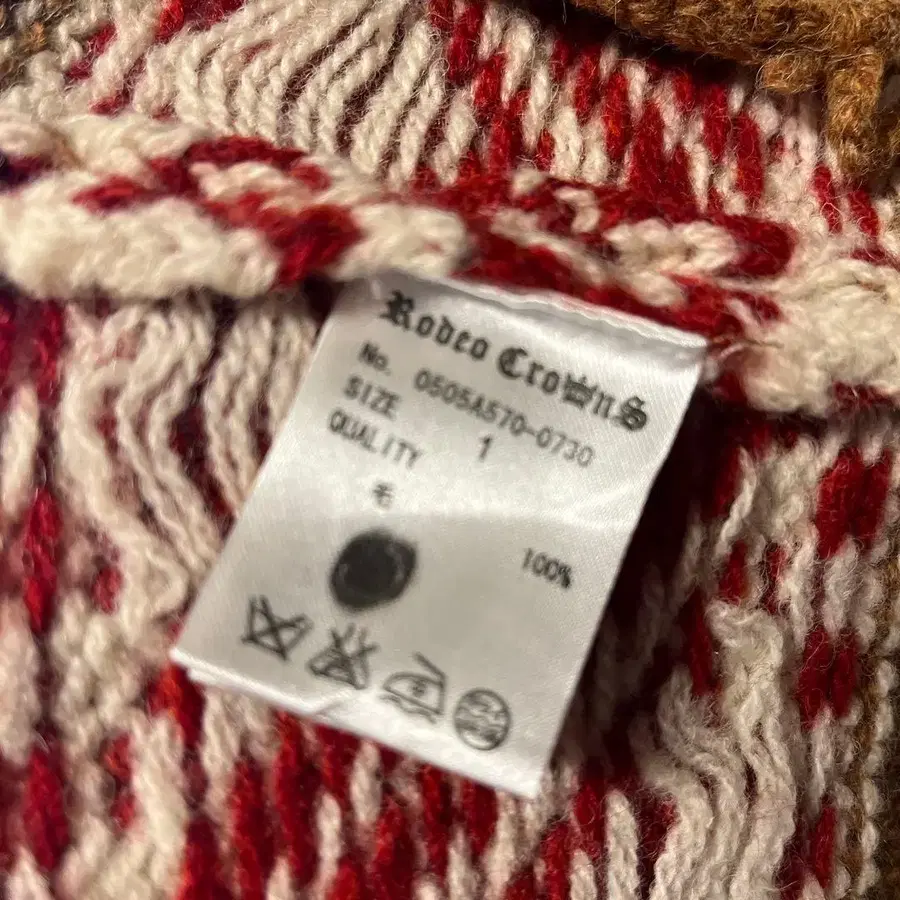 Rodeo Crowns
No. 0505A570-0730
SIZE 1
QUALITY
毛 100%